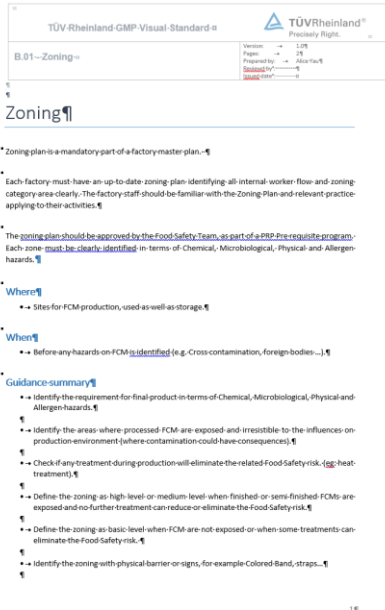 TÜV·Rheinland·GMP·Visual·Standard·¤
TÜVRheinland®
Precisely Right.
B.01·-·Zoning·¤
Version: → 1.0¶
Pages: → 2¶
Prepared by: → Alice Yau¶
Reviewed by
Issued date
¶
¶
Zoning¶
Zoning·plan·is·a·mandatory·part·of·a·factory·master·plan.·¶
Each·factory·must·have·an·up-to-date·zoning·plan·identifying·all·internal·worker·flow·and·zoning·
category·area·clearly.·The·factory·staff·should·be·familiar·with·the·Zoning·Plan·and·relevant·practice·
applying·to·their·activities.¶
The·zoning·plan·should·be·approved·by·the·Food·Safety·Team,·as·part·of·a·PRP·Pre-requisite·program.·
Each·zone·must·be·clearly·identified·in·terms·of·Chemical,·Microbiological,·Physical·and·Allergen·
hazards.¶
Where¶
• → Sites·for·FCM·production,·used·as·well·as·storage.¶
When¶
• → Before·any·hazards·on·FCM·is·identified·(e.g.·Cross·contamination,·foreign·bodies·…).¶
Guidance·summary¶
• → Identify·the·requirement·for·final·product·in·terms·of·Chemical,·Microbiological,·Physical·and·
Allergen·hazards.¶
¶
• → Identify·the·areas·where·processed·FCM·are·exposed·and·irresistible·to·the·influences·on·
production·environment·(where·contamination·could·have·consequences).¶
¶
• → Check·if·any·treatment·during·production·will·eliminate·the·related·Food·Safety·risk.·(eg:·heat·
treatment).¶
¶
• → Define·the·zoning·as·high-level·or·medium·level·when·finished·or·semi-finished·FCMs·are·
exposed·and·no·further·treatment·can·reduce·or·eliminate·the·Food·Safety·risk.¶
¶
• → Define·the·zoning·as·basic-level·when·FCM·are·not·exposed·or·when·some·treatments·can·
eliminate·the·Food·Safety·risk.·¶
¶
• → Identify·the·zoning·with·physical·barrier·or·signs,·for·example·Colored·Band,·straps…¶
¶
1¶